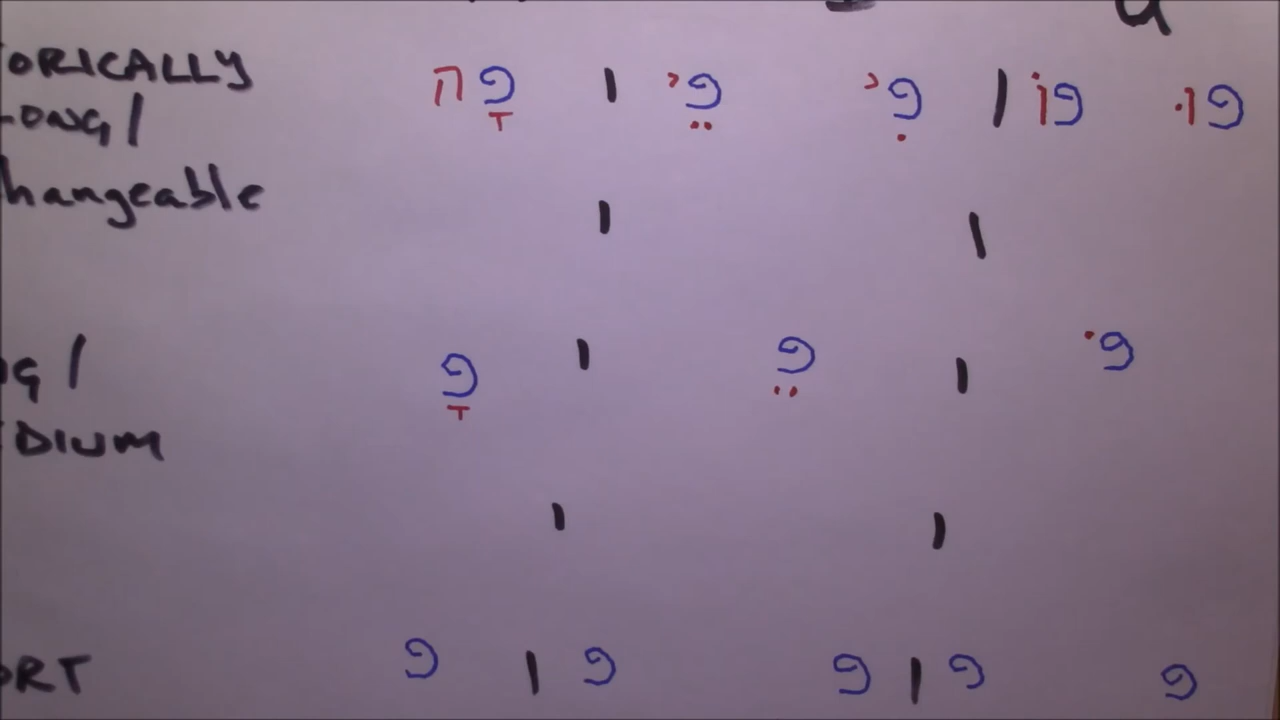 u
ORICALLY פָה | פֵי פִי | פוֹ פוּ
LONG/
hangeable | |
G / פָ | פֵ | פֹ
DIUM
| |
ORT פ | פ פ | פ פ